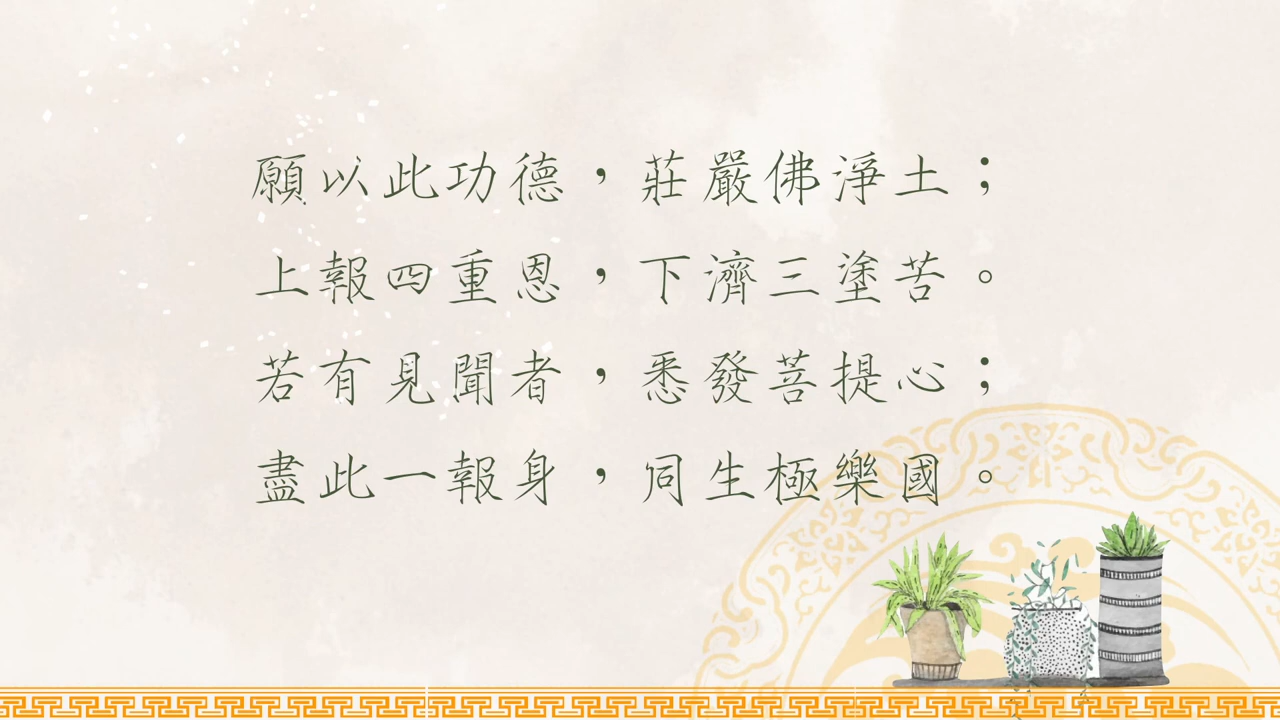 願以此功德，莊嚴佛淨土；
上報四重恩，下濟三塗苦。
若有見聞者，悉發菩提心；
盡此一報身，同生極樂國。